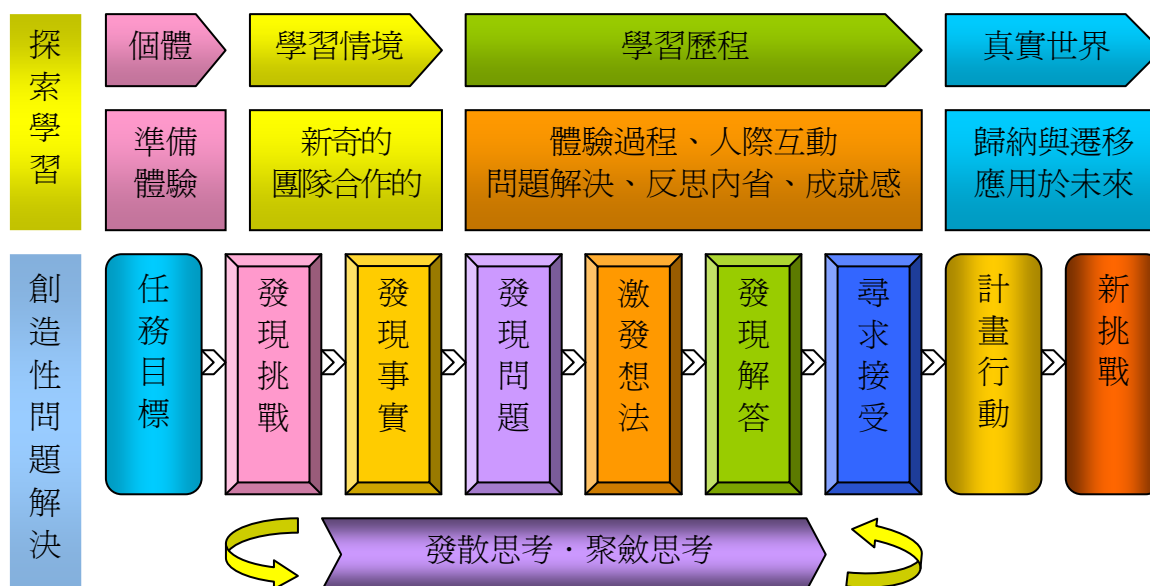 探索學習
個體
學習情境
學習歷程
真實世界
準備
體驗
新奇的
團隊合作的
體驗過程、人際互動
問題解決、反思內省、成就感
歸納與遷移
應用於未來
創造性問題解決
任務目標
發現挑戰
發現事實
發現問題
激發想法
發現解答
尋求接受
計畫行動
新挑戰
發散思考．聚斂思考